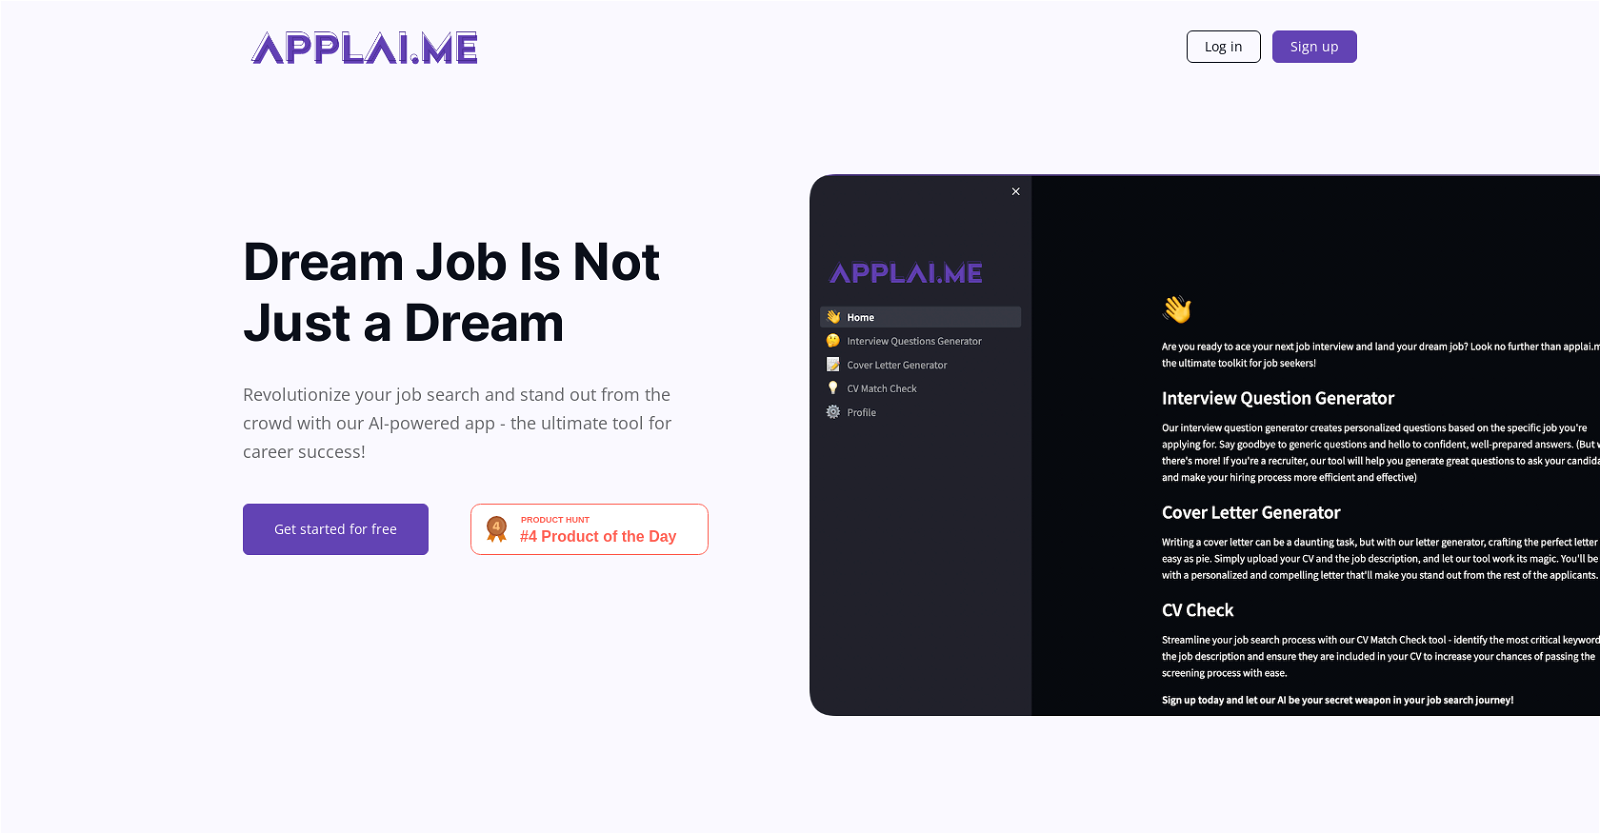 APPLAI.ME
Log in
Sign up
Dream Job Is Not
Just a Dream
Revolutionize your job search and stand out from the
crowd with our AI-powered app - the ultimate tool for
career success!
Get started for free
4
PRODUCT HUNT
#4 Product of the Day
APPLAI.ME
Home
Interview Questions Generator
Cover Letter Generator
CV Match Check
Profile
Are you ready to ace your next job interview and land your dream job? Look no further than
the ultimate toolkit for job seekers!
Interview Question Generator
Our interview question generator creates personalized questions based on the specific job you're
applying for. Say goodbye to generic questions and hello to confident, well-prepared answers. (But
there's more! If you're a recruiter, our tool will help you generate great questions to ask your
and make your hiring process more efficient and effective)
Cover Letter Generator
Writing a cover letter can be a daunting task, but with our letter generator, crafting the perfect letter
easy as pie. Simply upload your CV and the job description, and let our tool work its magic. You'll be
with a personalized and compelling letter that'll make you stand out from the rest of the applicants.
CV Check
Streamline your job search process with our CV Match Check tool - identify the most critical
the job description and ensure they are included in your CV to increase your chances of passing the
screening process with ease.
Sign up today and let our AI be your secret weapon in your job search journey!